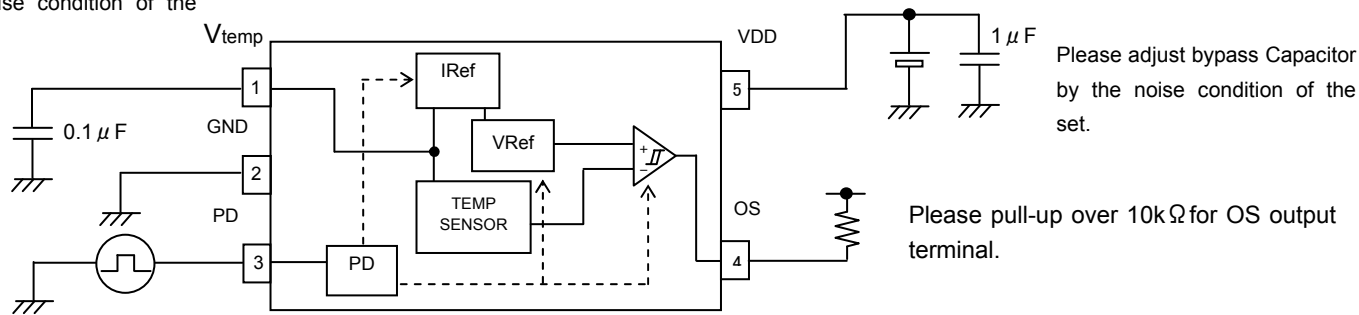 ise condition of the
Vtemp
VDD
1 μ F
Please adjust bypass Capacitor
by the noise condition of the
set.
IRef
1
5
0.1 μ F
GND
VRef
+
−
2
TEMP
SENSOR
PD
OS
Please pull-up over 10kΩ for OS output
terminal.
3
PD
4